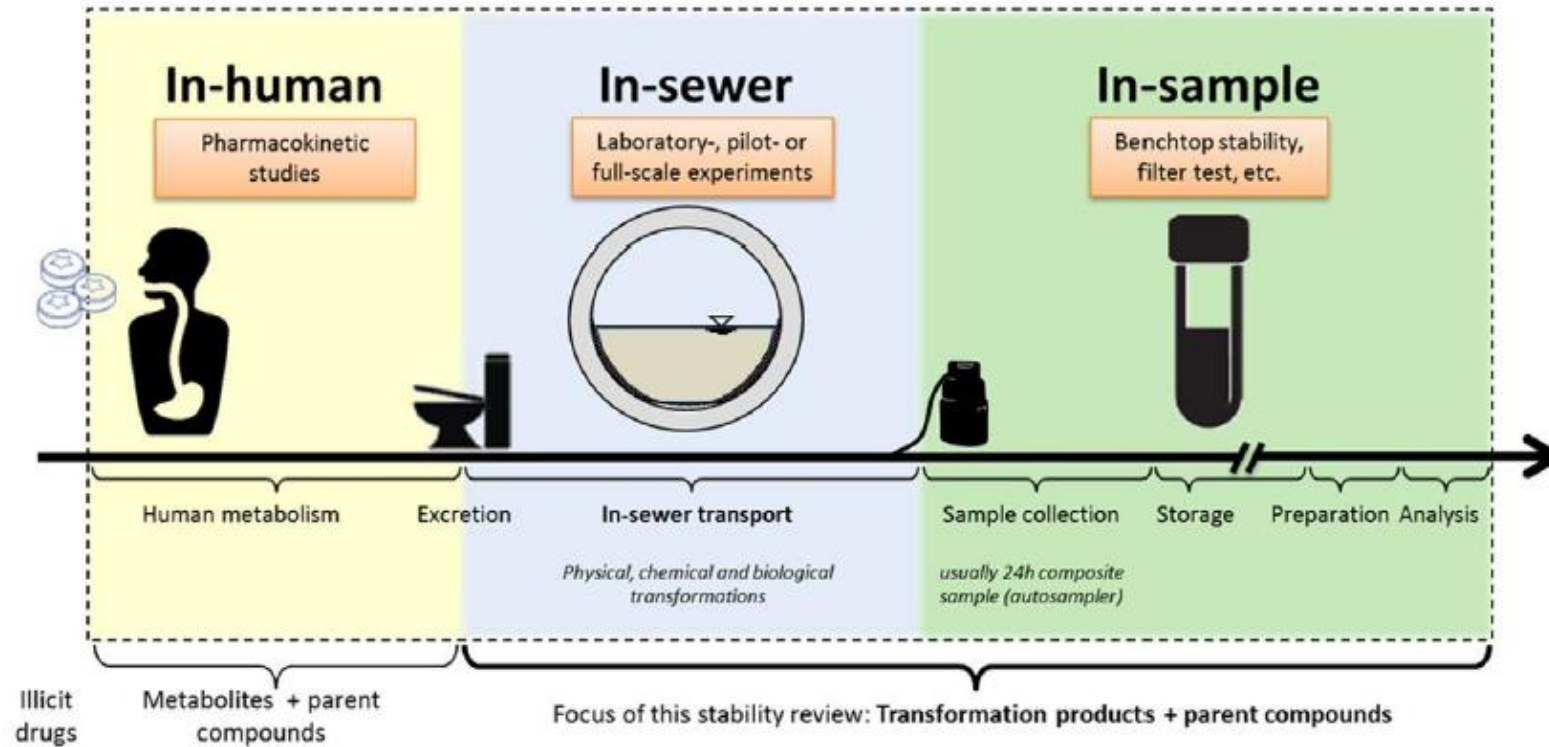 In-human
Pharmacokinetic
studies
In-sewer
Laboratory-, pilot- or
full-scale experiments
In-sample
Benchtop stability,
filter test, etc.
Human metabolism
Excretion
In-sewer transport
Sample collection
Storage
Preparation
Analysis
Physical, chemical and biological
transformations
usually 24h composite
sample (autosampler)
Illicit
drugs
Metabolites + parent
compounds
Focus of this stability review: Transformation products + parent compounds